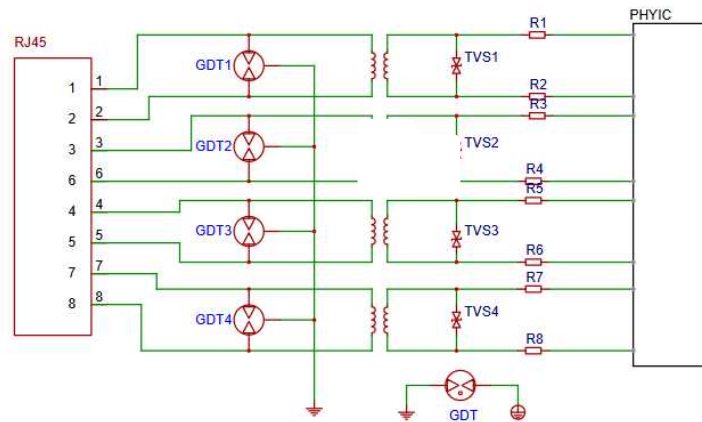 PHYIC
R1
RJ45
GDT1
TVS1
1
1
R2
2
2
R3
3
3
GDT2
TVS2
6
6
R4
R5
4
4
GDT3
TVS3
5
5
R6
7
7
R7
8
8
GDT4
TVS4
R8
GDT